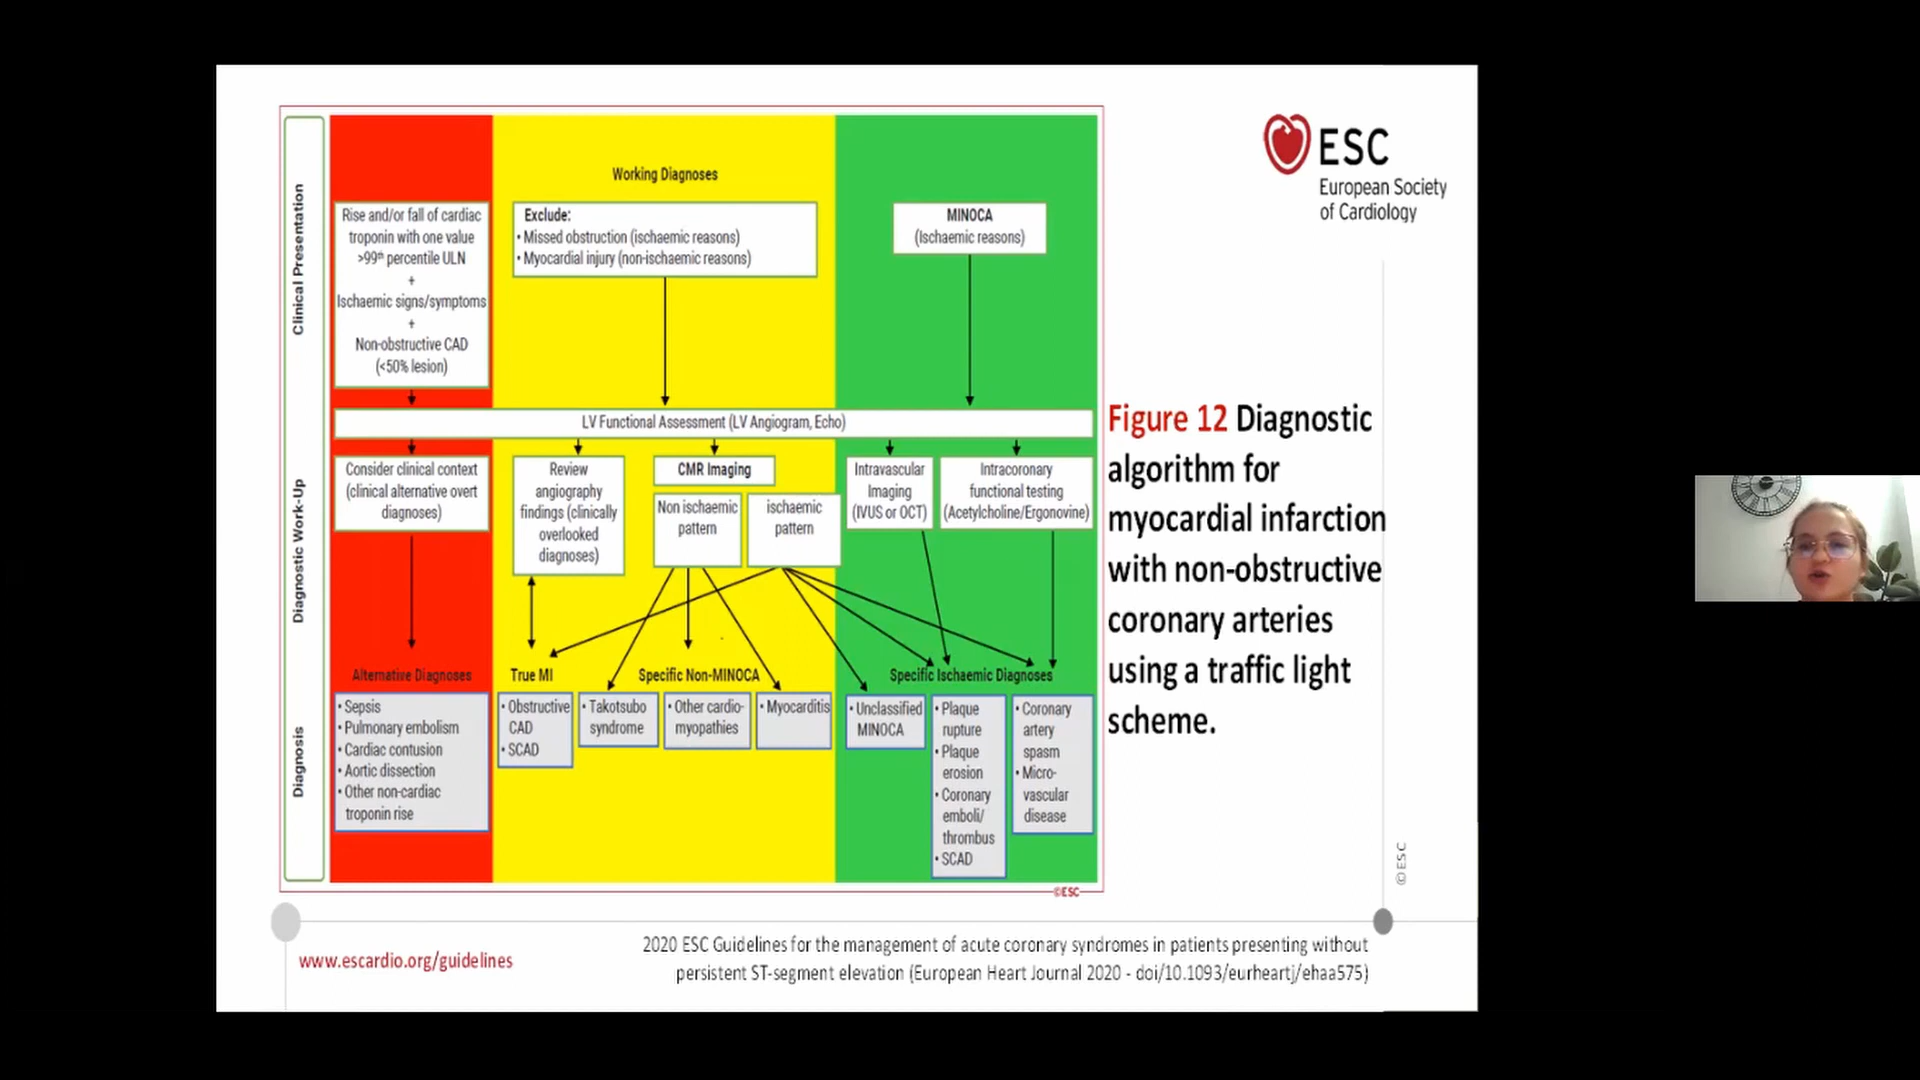 ESC
European Society
of Cardiology
Clinical Presentation
Diagnostic Work-Up
Diagnosis
Working Diagnoses
Rise and/or fall of cardiac
troponin with one value
>99th percentile ULN
+
Ischaemic signs/symptoms
+
Non-obstructive CAD
(<50% lesion)
Exclude:
• Missed obstruction (ischaemic reasons)
• Myocardial injury (non-ischaemic reasons)
MINOCA
(Ischaemic reasons)
LV Functional Assessment (LV Angiogram, Echo)
Consider clinical context
(clinical alternative overt
diagnoses)
Review
angiography
findings (clinically
overlooked
diagnoses)
CMR Imaging
Non ischaemic
pattern
ischaemic
pattern
Intravascular
Imaging
(IVUS or OCT)
Intracoronary
functional testing
(Acetylcholine/Ergonovine)
Alternative Diagnoses
• Sepsis
• Pulmonary embolism
• Cardiac contusion
• Aortic dissection
• Other non-cardiac
troponin rise
True MI
• Obstructive
CAD
• SCAD
Specific Non-MINOCA
• Takotsubo
syndrome
• Other cardio-
myopathies
• Myocarditis
Specific Ischaemic Diagnoses
• Unclassified
MINOCA
• Plaque
rupture
• Plaque
erosion
• Coronary
emboli/
thrombus
• SCAD
• Coronary
artery
spasm
• Micro-
vascular
disease
©ESC
Figure 12 Diagnostic
algorithm for
myocardial infarction
with non-obstructive
coronary arteries
using a traffic light
scheme.
©ESC
www.escardio.org/guidelines
2020 ESC Guidelines for the management of acute coronary syndromes in patients presenting without
persistent ST-segment elevation (European Heart Journal 2020 - doi/10.1093/eurheartj/ehaa575)